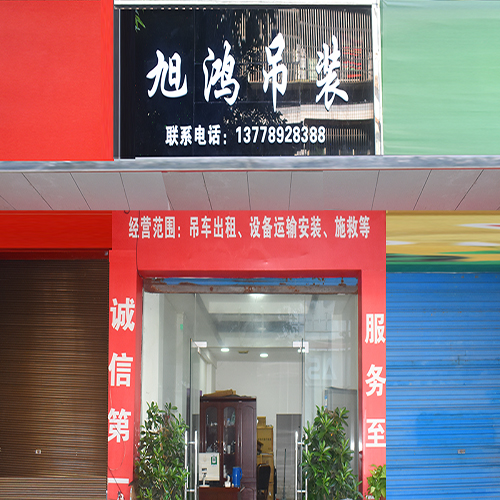 旭鸿吊装
联系电话：13778928388
经营范围：吊车出租、设备运输安装、施救等
诚信第一
服务至